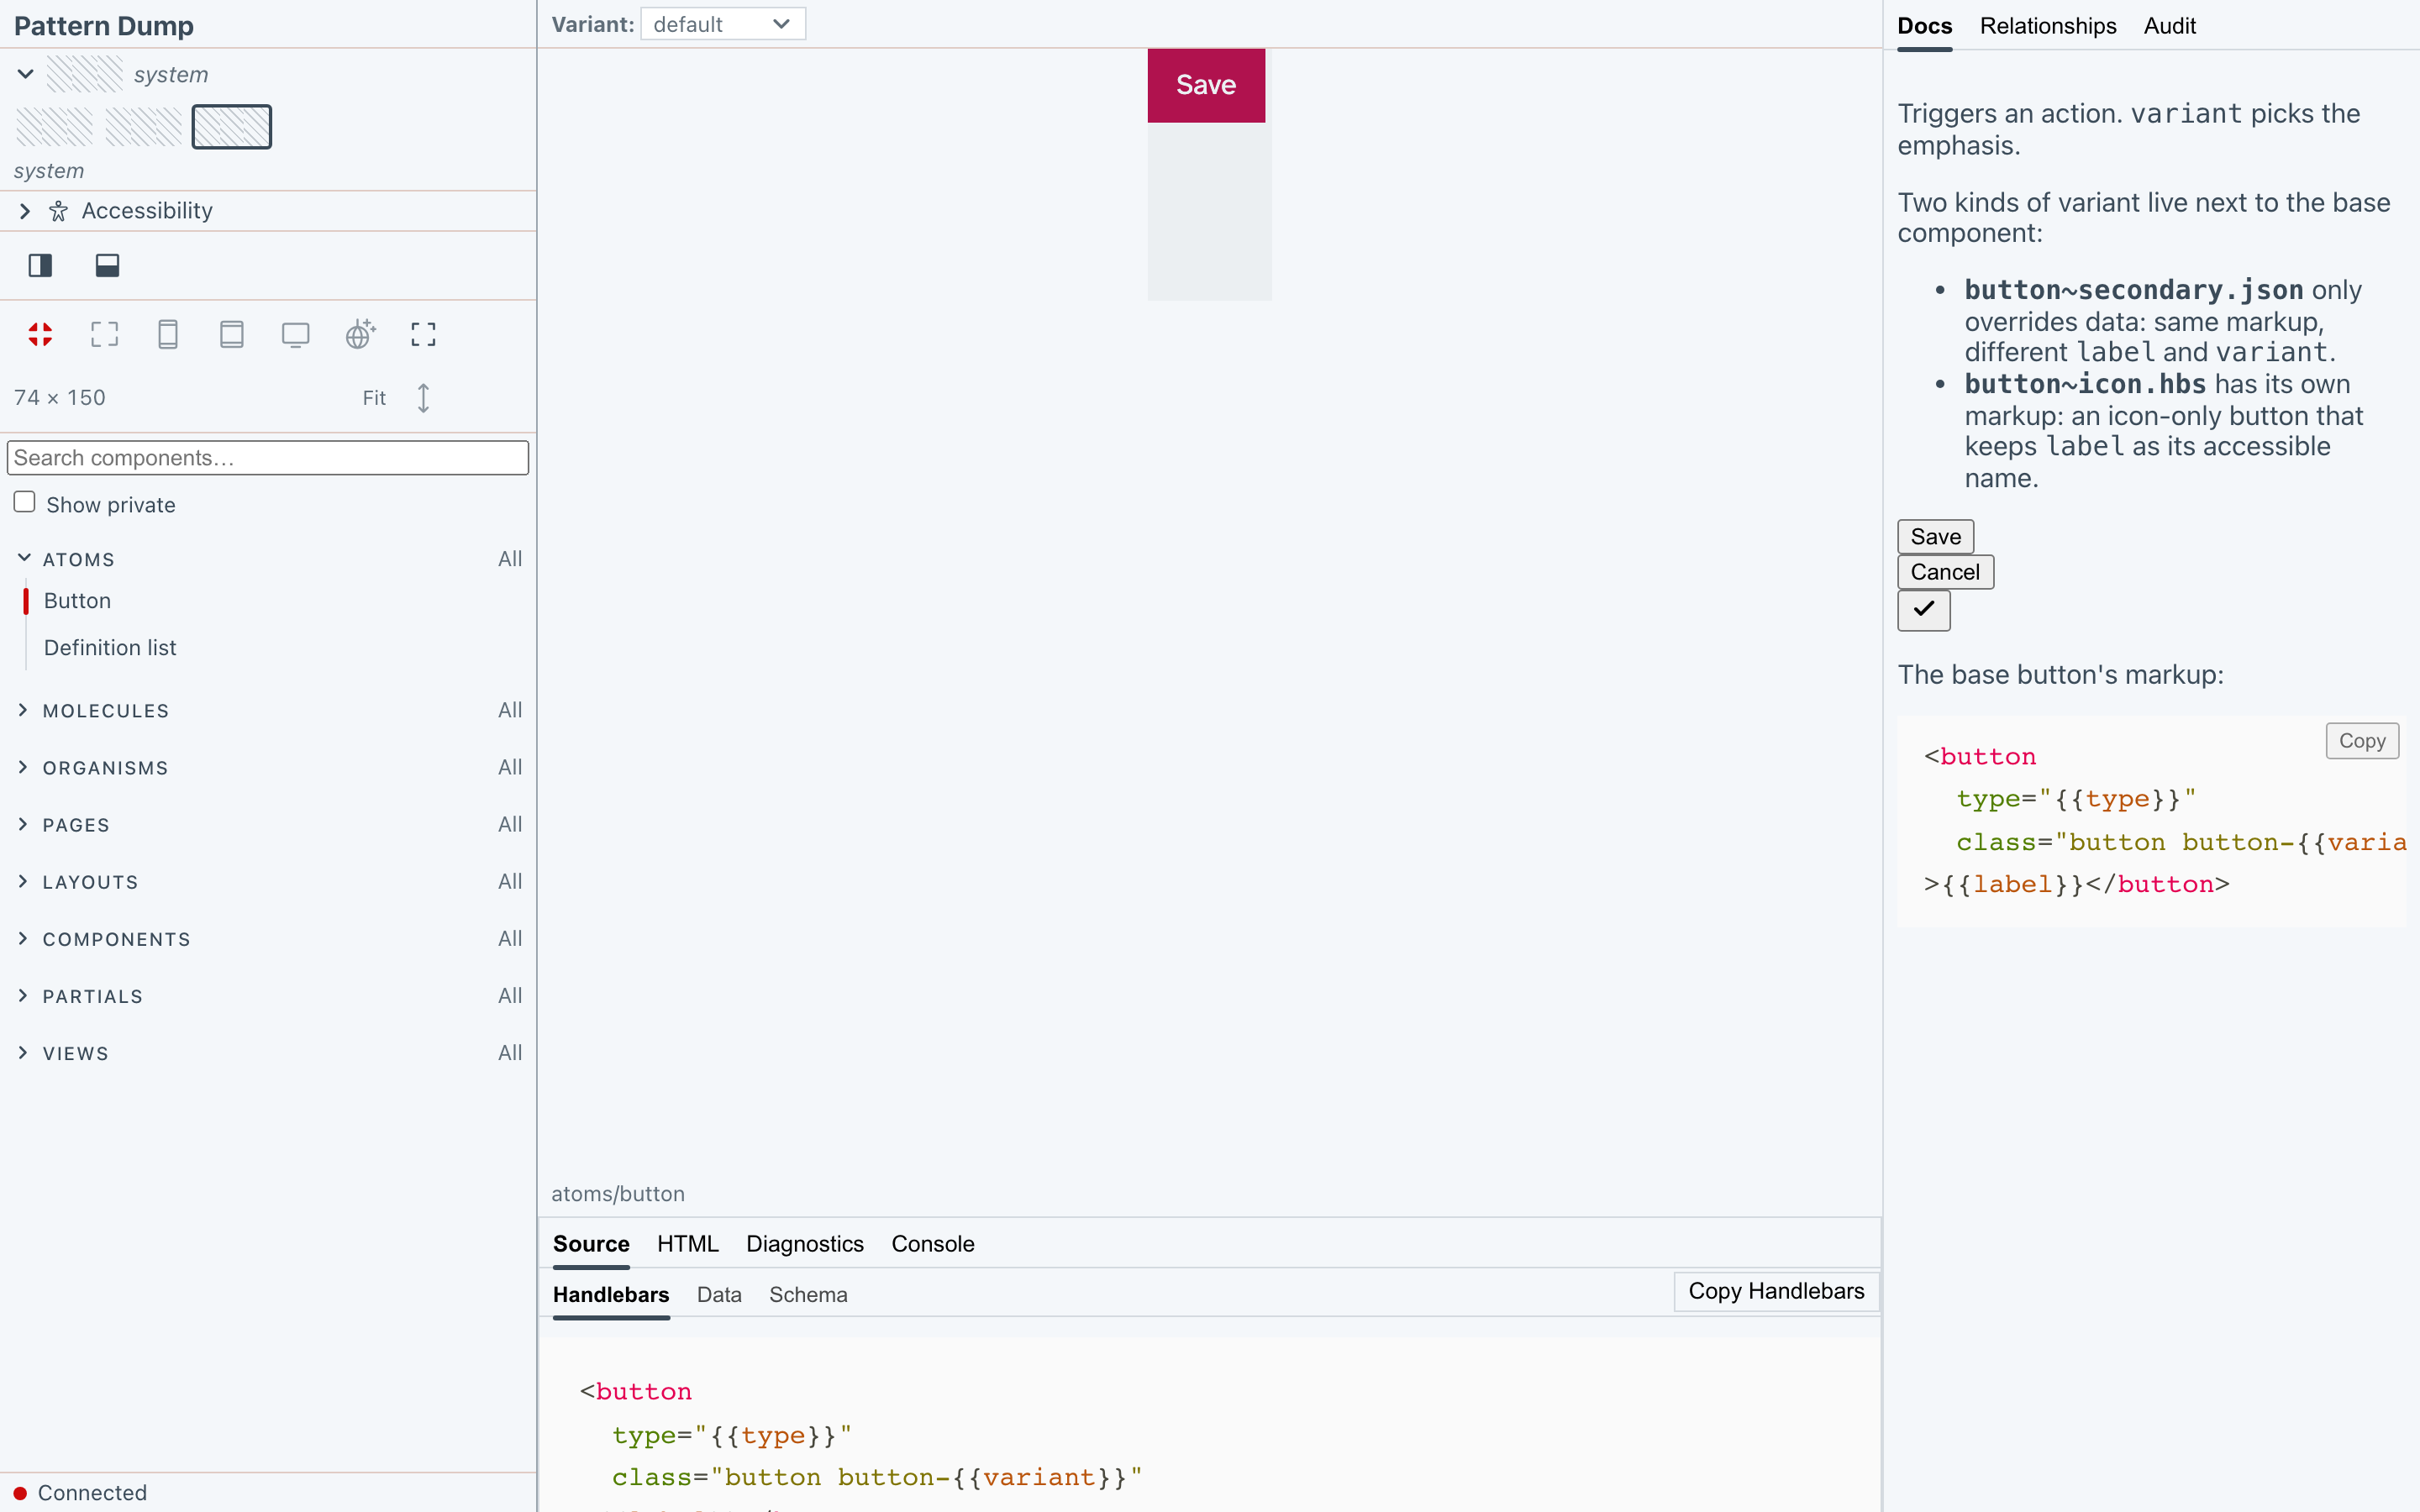 Pattern Dump
system
system
Accessibility
74 × 150
Fit
Search components…
Show private
ATOMS
All
Button
Definition list
MOLECULES
All
ORGANISMS
All
PAGES
All
LAYOUTS
All
COMPONENTS
All
PARTIALS
All
VIEWS
All
Connected
Variant: default
Save
atoms/button
Source HTML Diagnostics Console
Handlebars Data Schema
Copy Handlebars
<button
type="{{type}}"
class="button button-{{variant}}"
Docs Relationships Audit
Triggers an action. variant picks the
emphasis.
Two kinds of variant live next to the base
component:
• button~secondary.json only
overrides data: same markup,
different label and variant.
• button~icon.hbs has its own
markup: an icon-only button that
keeps label as its accessible
name.
Save
Cancel
The base button's markup:
Copy
<button
type="{{type}}"
class="button button-{{varia
>{{label}}</button>